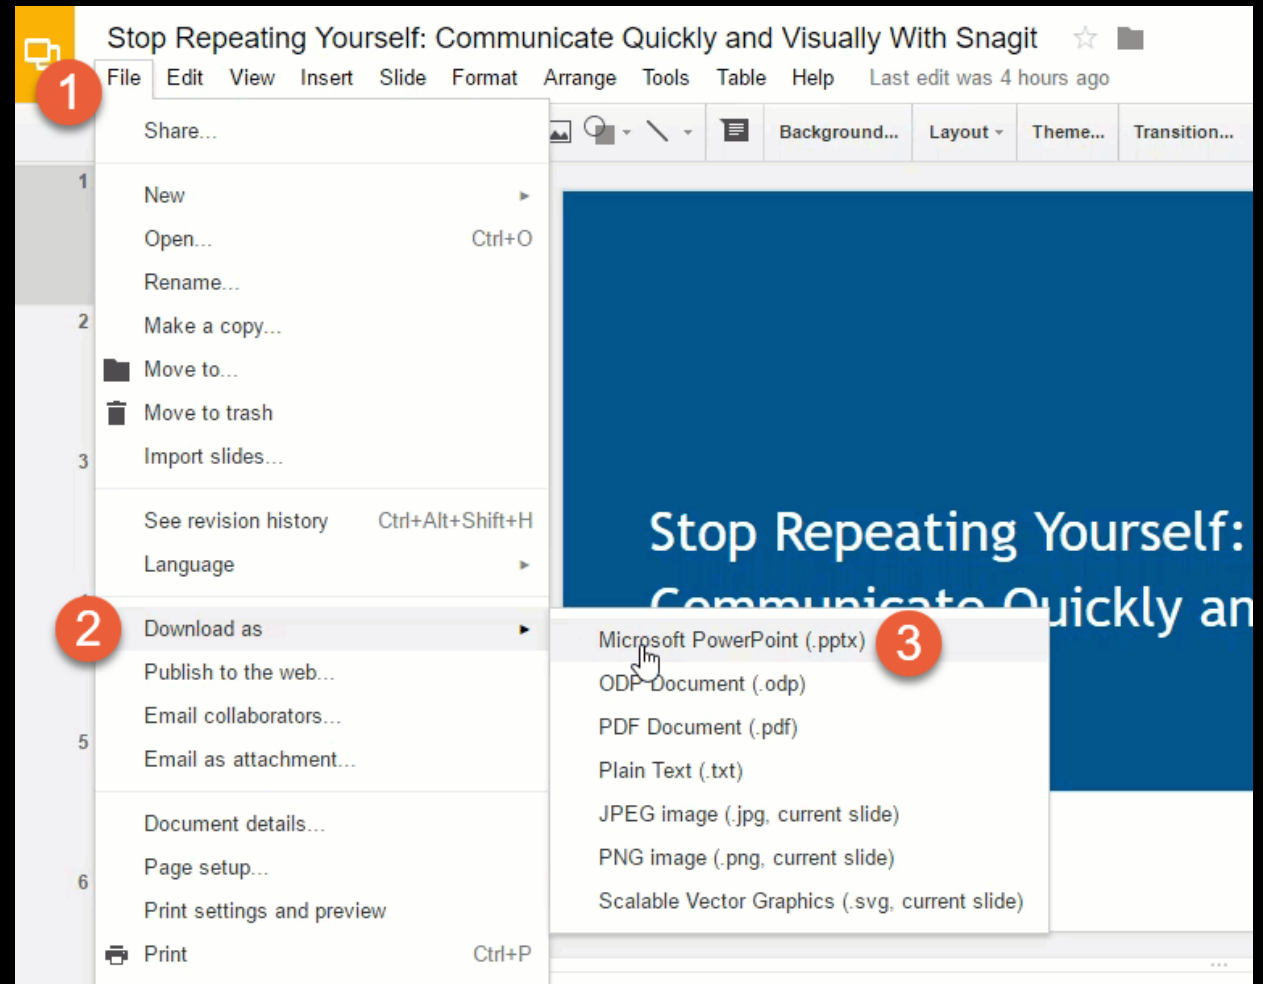 Stop Repeating Yourself: Communicate Quickly and Visually With Snagit
1
File Edit View Insert Slide Format Arrange Tools Table Help Last edit was 4 hours ago
Share...
Background... Layout Theme... Transition...
1
New
Open... Ctrl+O
Rename...
2
Make a copy...
Move to...
Move to trash
3
Import slides...
See revision history Ctrl+Alt+Shift+H
Language
Stop Repeating Yourself:
Communicate Quickly an
2
Download as
Microsoft PowerPoint (.pptx)
3
Publish to the web...
ODP Document (.odp)
Email collaborators...
PDF Document (.pdf)
5
Email as attachment...
Plain Text (.txt)
Document details...
JPEG image (.jpg, current slide)
Page setup...
PNG image (.png, current slide)
6
Print settings and preview
Scalable Vector Graphics (.svg, current slide)
Print Ctrl+P